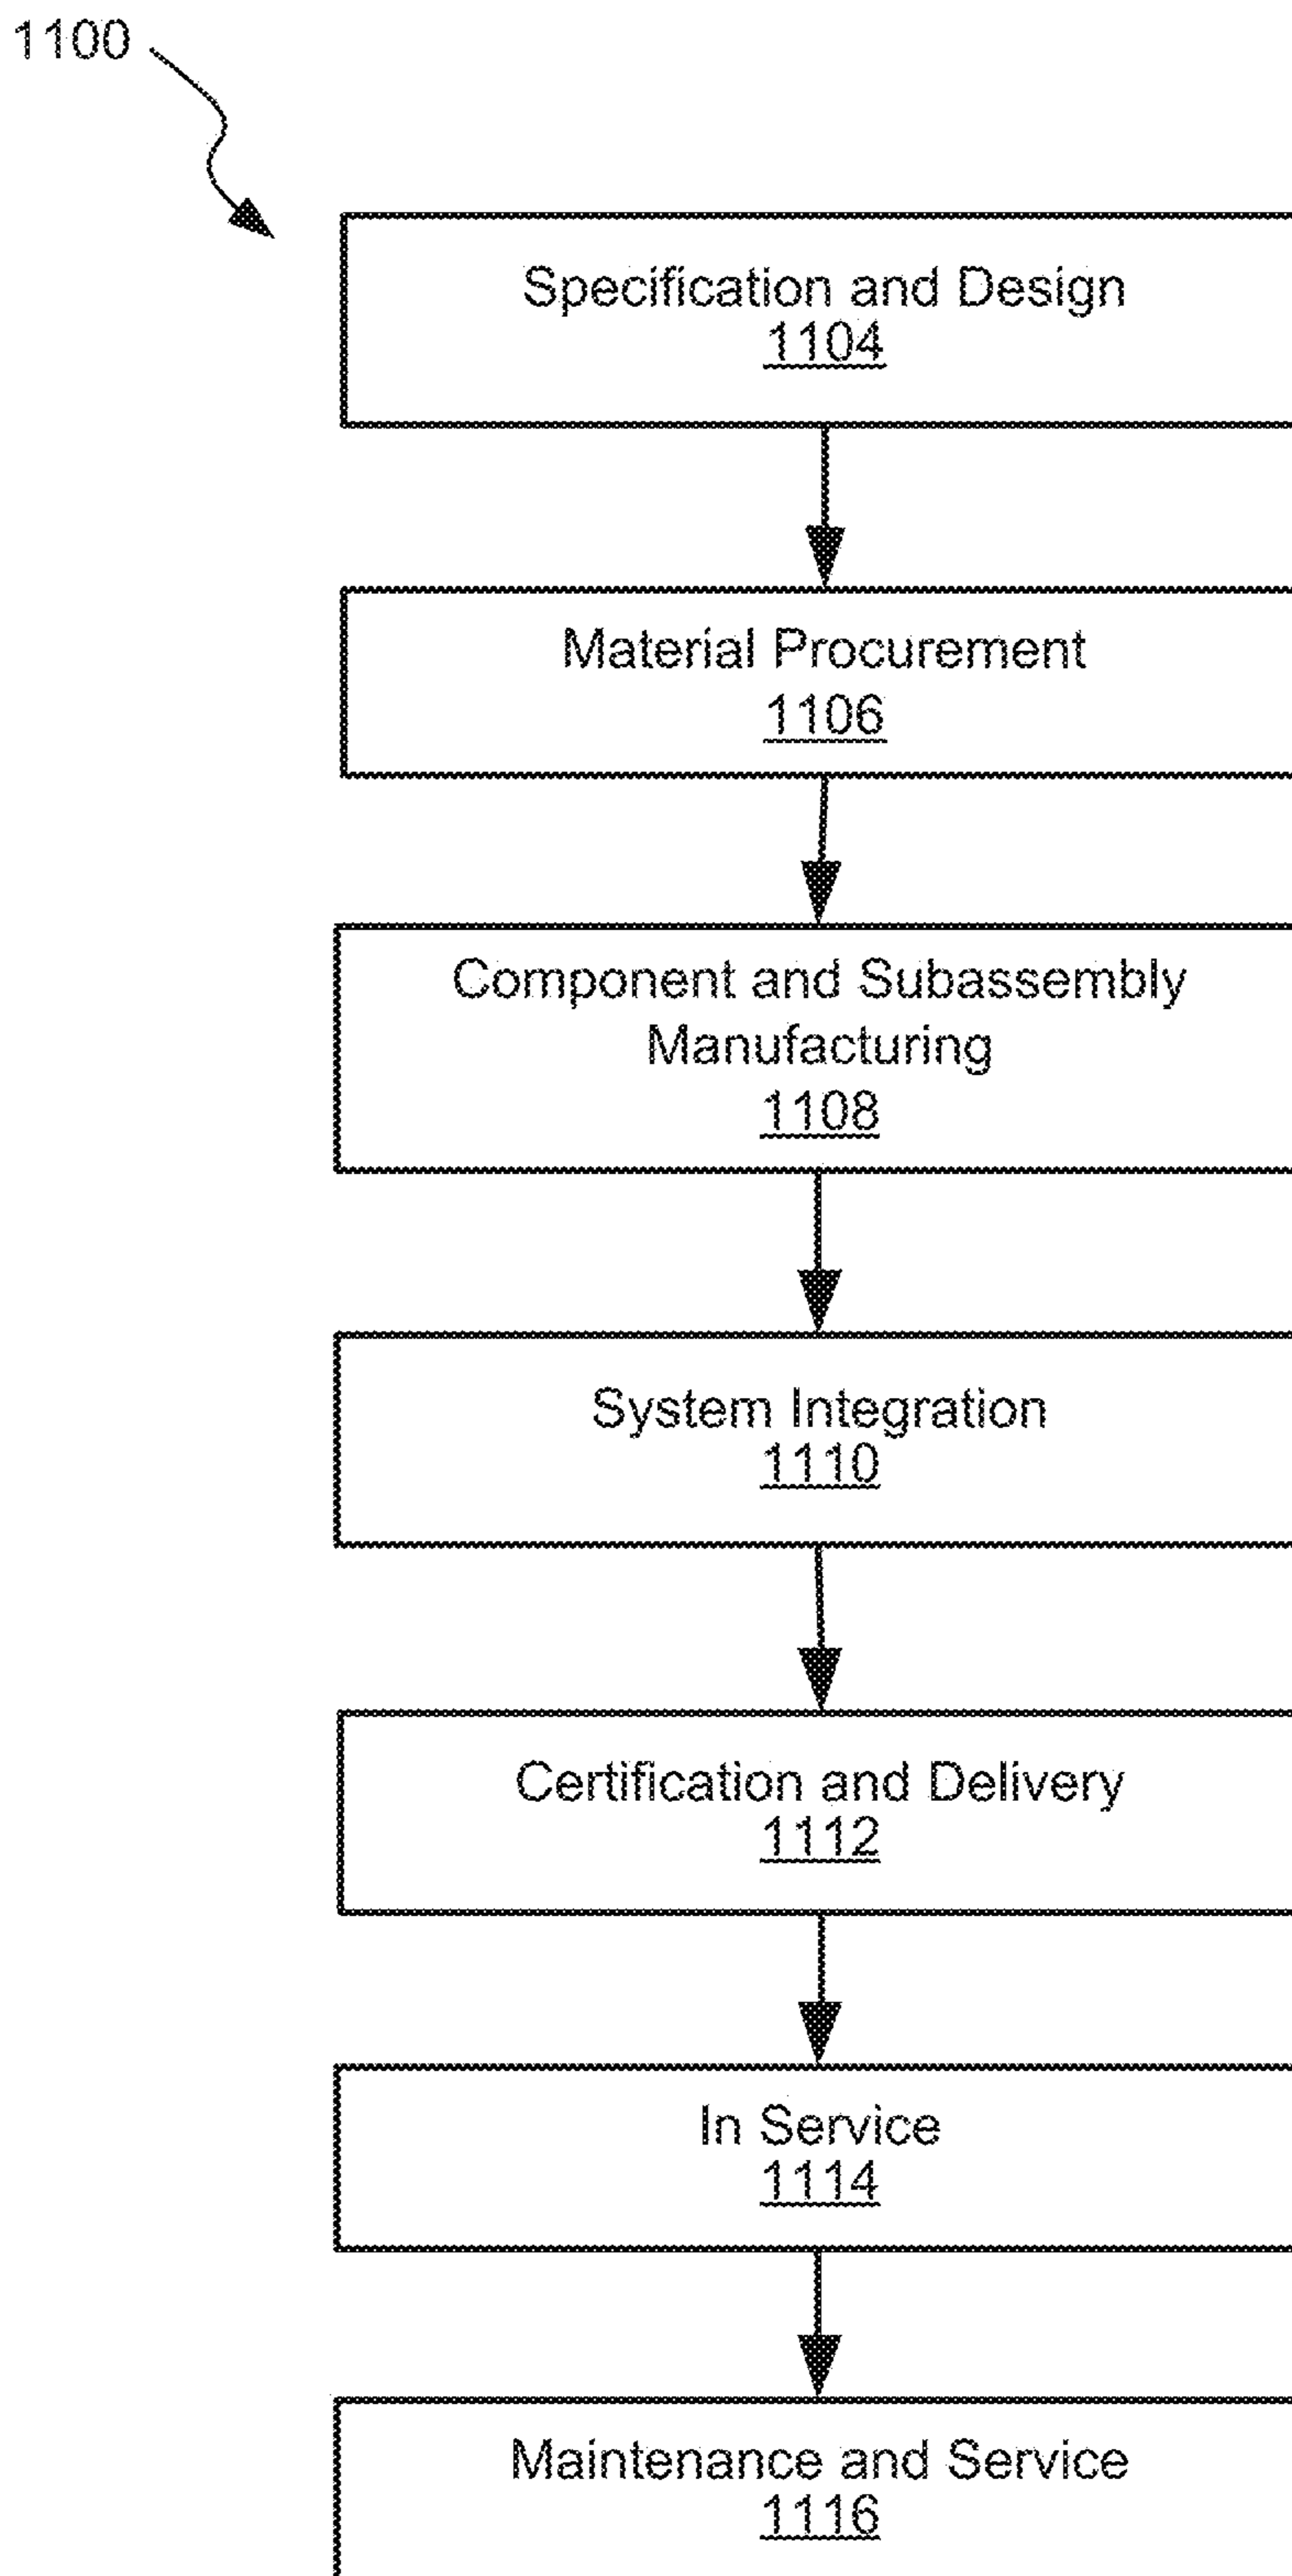 1100
Specification and Design
1104
Material Procurement
1106
Component and Subassembly
Manufacturing
1108
System Integration
1110
Certification and Delivery
1112
In Service
1114
Maintenance and Service
1116